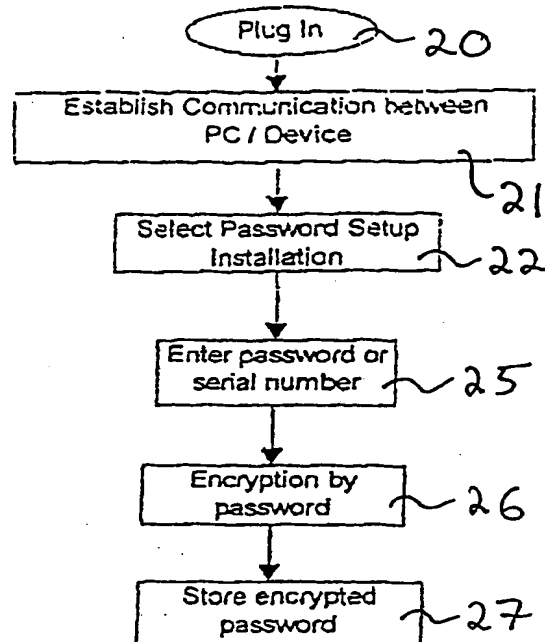 Plug In
20
Establish Communication between
PC / Device
21
Select Password Setup
Installation
22
Enter password or
serial number
25
Encryption by
password
26
Store encrypted
password
27